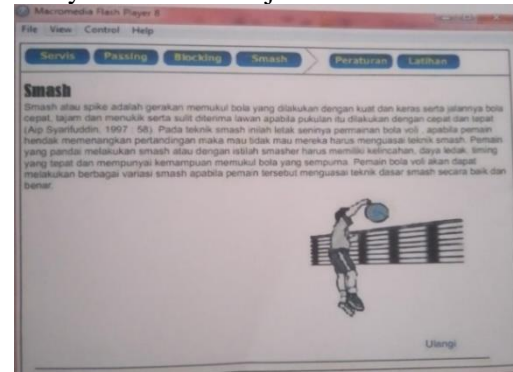 Macromedia Flash Player 8
File View Control Help
Servis Passing Blocking Smash Peraturan Latihan
Smash
Smash atau spike adalah gerakan memukul bola yang dilakukan dengan kuat dan keras serta jalannya bola
cepat, tajam dan menukik serta sulit diterima lawan apabila pukulan itu dilakukan dengan cepat dan tepat
(Aip Syarifuddin, 1997 : 58). Pada teknik smash inilah letak seninya permainan bola voli , apabila pemain
hendak memenangkan pertandingan maka mau tidak mau mereka harus menguasai teknik smash. Pemain
yang pandai melakukan smash atau dengan istilah smasher harus memiliki kelincahan, daya ledak, timing
yang tepat dan mempunyai kemampuan memukul bola yang sempurna. Pemain bola voli akan dapat
melakukan berbagai variasi smash apabila pemain tersebut menguasai teknik dasar smash secara baik dan
benar.
Ulangi